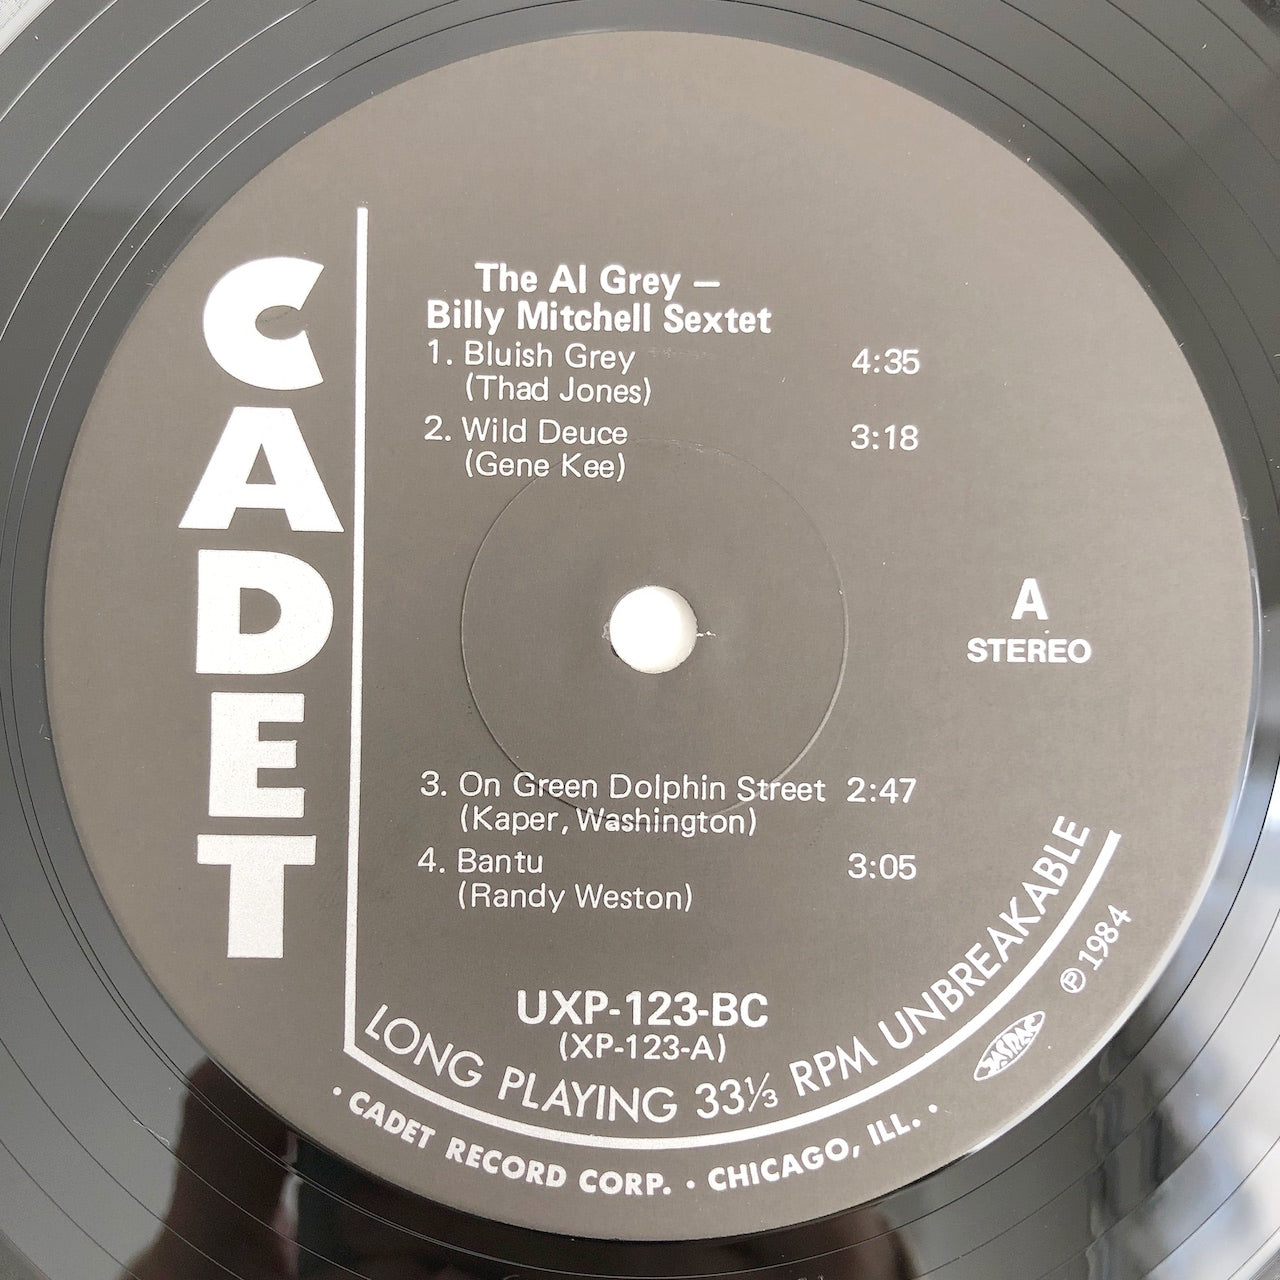 CADET
The Al Grey –
Billy Mitchell Sextet
1. Bluish Grey 4:35
(Thad Jones)
2. Wild Deuce 3:18
(Gene Kee)
A
STEREO
3. On Green Dolphin Street 2:47
(Kaper, Washington)
4. Bantu 3:05
(Randy Weston)
UXP-123-BC
(XP-123-A)
LONG PLAYING 33⅓ RPM UNBREAKABLE
℗ 1984
JASRAC
· CADET RECORD CORP. · CHICAGO, ILL. ·